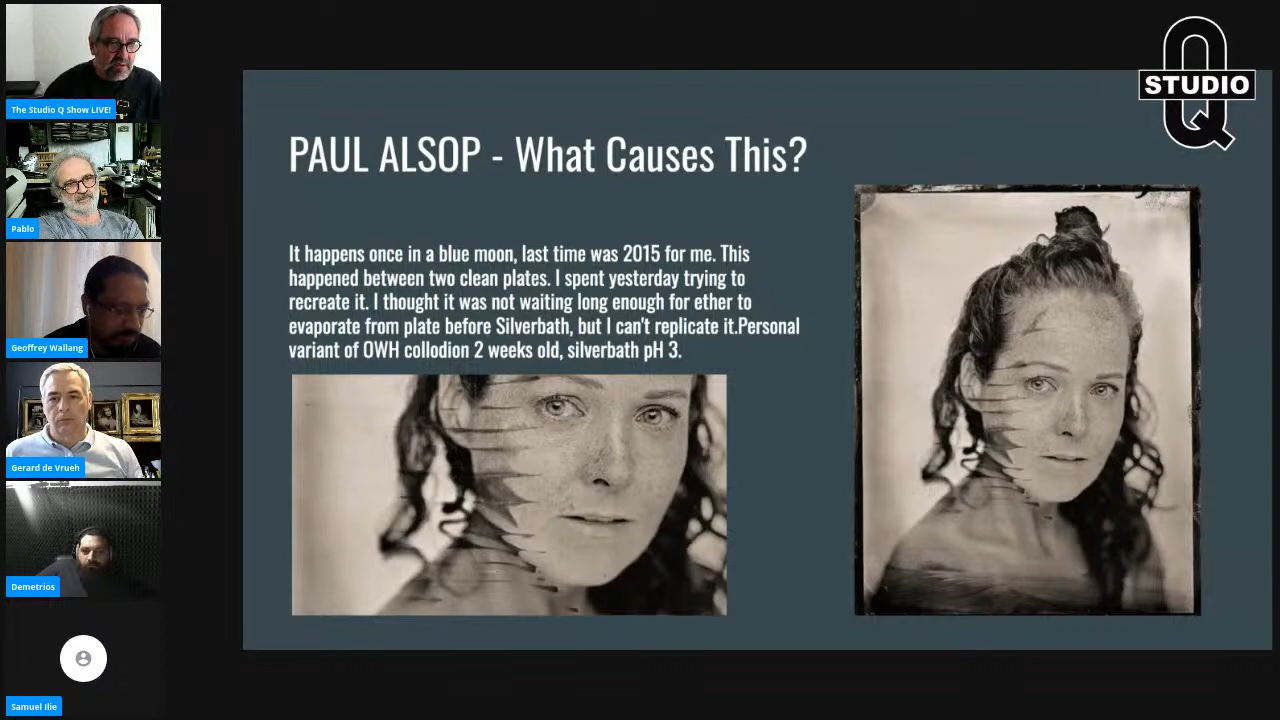 The Studio Q Show LIVE!
Pablo
Geoffrey Wallang
Gerard de Vrueh
Demetrios
Samuel Ilie
Q
STUDIO
PAUL ALSOP - What Causes This?
It happens once in a blue moon, last time was 2015 for me. This
happened between two clean plates. I spent yesterday trying to
recreate it. I thought it was not waiting long enough for ether to
evaporate from plate before Silverbath, but I can't replicate it.Personal
variant of OWH collodion 2 weeks old, silverbath pH 3.